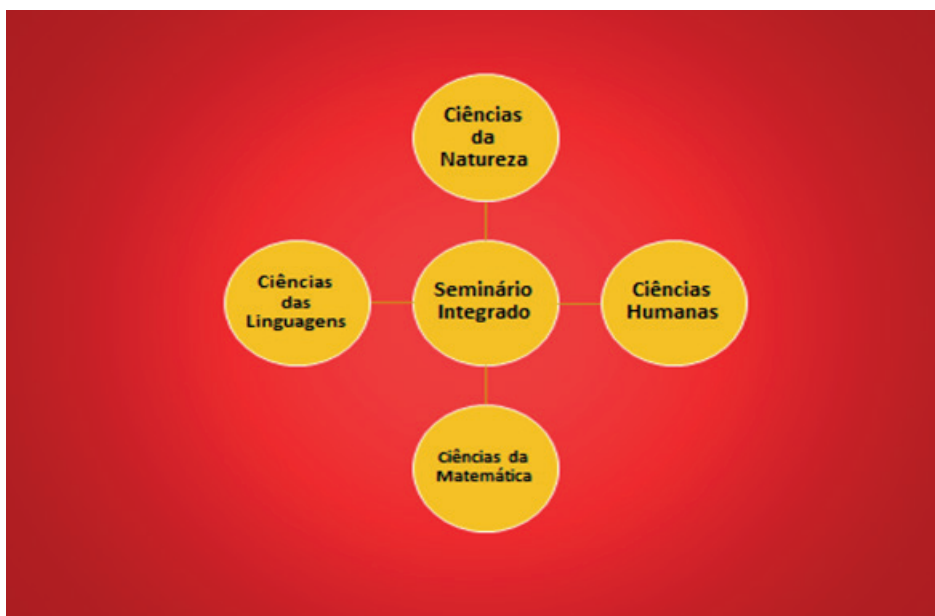 Ciências
da
Natureza
Ciências
das
Linguagens
Seminário
Integrado
Ciências
Humanas
Ciências da
Matemática